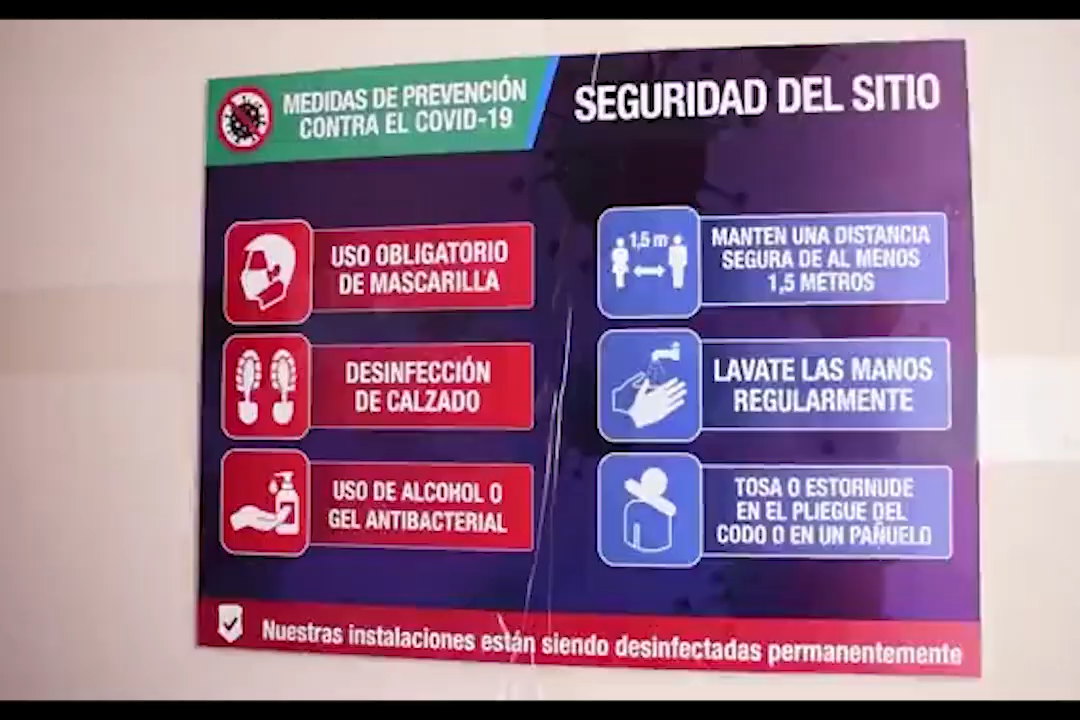 MEDIDAS DE PREVENCIÓN
CONTRA EL COVID-19
SEGURIDAD DEL SITIO
USO OBLIGATORIO
DE MASCARILLA
DESINFECCIÓN
DE CALZADO
USO DE ALCOHOL O
GEL ANTIBACTERIAL
1,5 m
MANTEN UNA DISTANCIA
SEGURA DE AL MENOS
1,5 METROS
LAVATE LAS MANOS
REGULARMENTE
TOSA O ESTORNUDE
EN EL PLIEGUE DEL
CODO O EN UN PAÑUELO
Nuestras instalaciones están siendo desinfectadas permanentemente